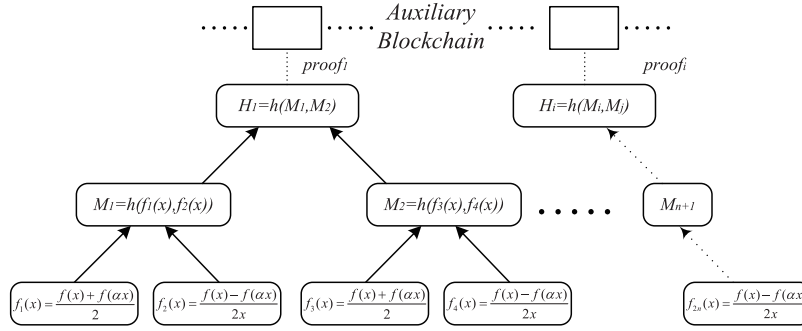 Auxiliary
Blockchain
proof₁
proofᵢ
H₁=h(M₁,M₂)
Hᵢ=h(Mᵢ,Mⱼ)
M₁=h(f₁(x),f₂(x))
M₂=h(f₃(x),f₄(x))
Mₙ₊₁
f₁(x) = f(x) + f(αx) / 2
f₂(x) = f(x) − f(αx) / 2x
f₃(x) = f(x) + f(αx) / 2
f₄(x) = f(x) − f(αx) / 2x
f₂ₙ(x) = f(x) − f(αx) / 2x